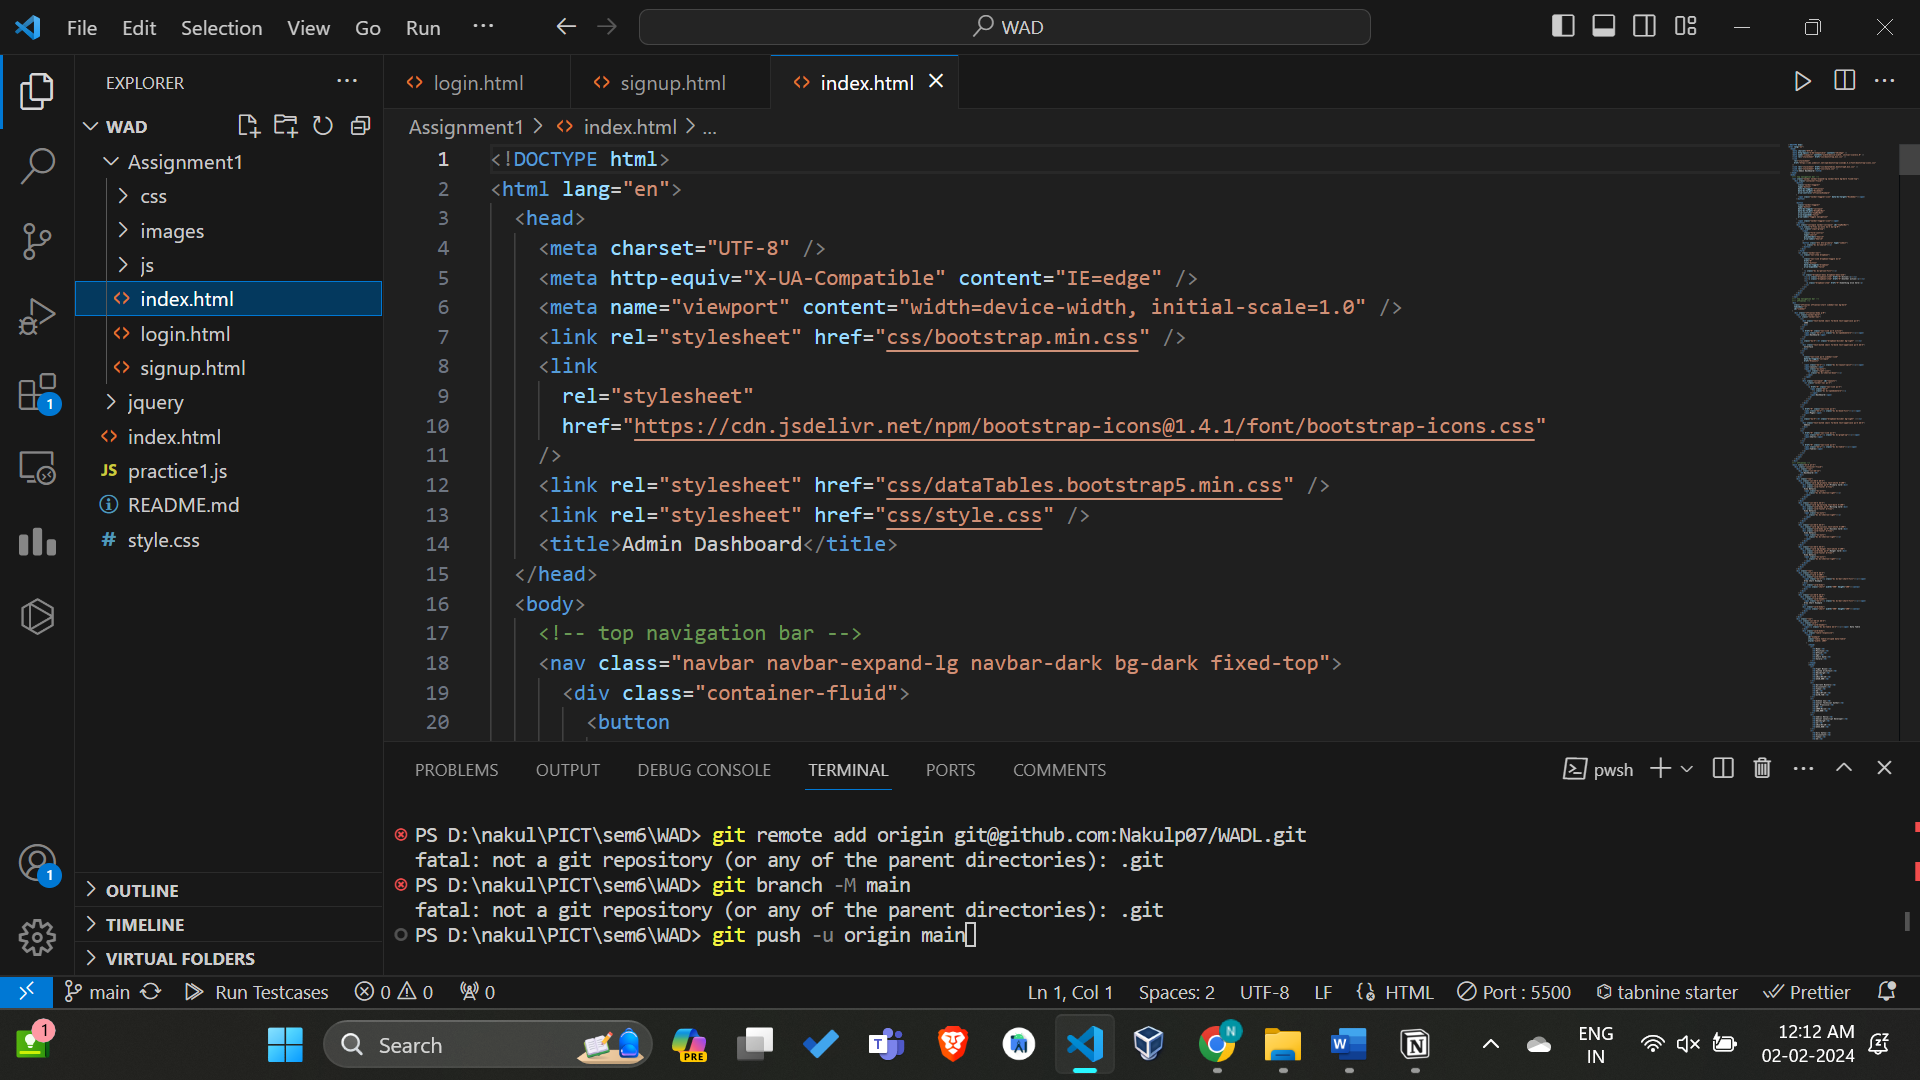 File Edit Selection View Go Run ···
WAD
EXPLORER ···
WAD
Assignment1
css
images
js
index.html
login.html
signup.html
jquery
index.html
JS practice1.js
README.md
# style.css
OUTLINE
TIMELINE
VIRTUAL FOLDERS
1
1
login.html signup.html index.html
Assignment1 > index.html > ...
1 <!DOCTYPE html>
2 <html lang="en">
3 <head>
4 <meta charset="UTF-8" />
5 <meta http-equiv="X-UA-Compatible" content="IE=edge" />
6 <meta name="viewport" content="width=device-width, initial-scale=1.0" />
7 <link rel="stylesheet" href="css/bootstrap.min.css" />
8 <link
9 rel="stylesheet"
10 href="https://cdn.jsdelivr.net/npm/bootstrap-icons@1.4.1/font/bootstrap-icons.css"
11 />
12 <link rel="stylesheet" href="css/dataTables.bootstrap5.min.css" />
13 <link rel="stylesheet" href="css/style.css" />
14 <title>Admin Dashboard</title>
15 </head>
16 <body>
17 <!-- top navigation bar -->
18 <nav class="navbar navbar-expand-lg navbar-dark bg-dark fixed-top">
19 <div class="container-fluid">
20 <button
PROBLEMS OUTPUT DEBUG CONSOLE TERMINAL PORTS COMMENTS pwsh
PS D:\nakul\PICT\sem6\WAD> git remote add origin git@github.com:Nakulp07/WADL.git
fatal: not a git repository (or any of the parent directories): .git
PS D:\nakul\PICT\sem6\WAD> git branch -M main
fatal: not a git repository (or any of the parent directories): .git
PS D:\nakul\PICT\sem6\WAD> git push -u origin main
main Run Testcases 0 0 0 Ln 1, Col 1 Spaces: 2 UTF-8 LF HTML Port : 5500 tabnine starter Prettier
1
Search
PRE
T
N
W
ENG
IN
12:12 AM
02-02-2024